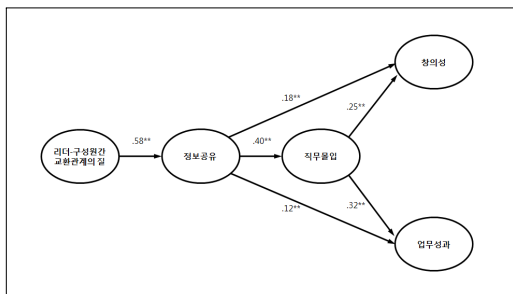 창의성
.18**
.25**
리더-구성원간
교환관계의 질
.58**
정보공유
.40**
직무몰입
.32**
.12**
업무성과